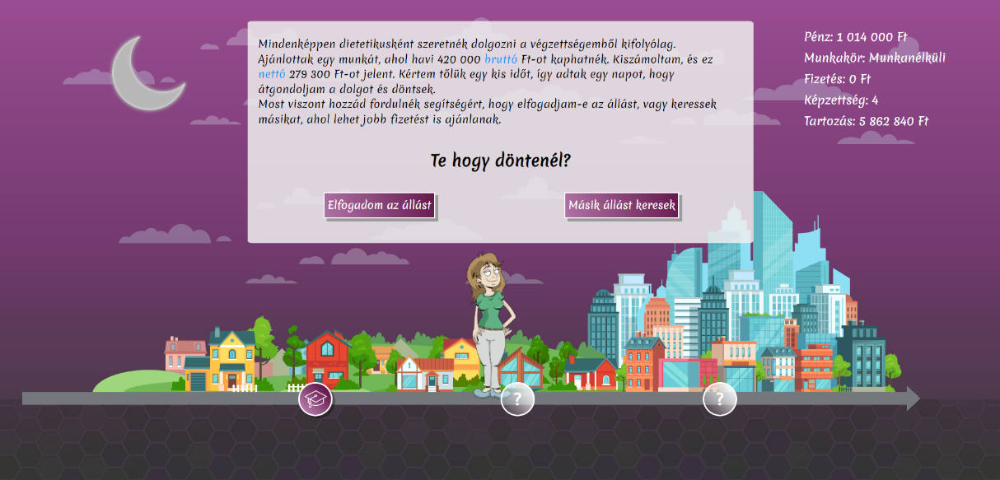 Mindenképpen dietetikusként szeretnék dolgozni a végzettségemből kifolyólag.
Ajánlottak egy munkát, ahol havi 420 000 bruttó Ft-ot kaphatnék. Kiszámoltam, és ez
nettó 279 300 Ft-ot jelent. Kértem tőlük egy kis időt, így adtak egy napot, hogy
átgondoljam a dolgot és döntsek.
Most viszont hozzád fordulnék segítségért, hogy elfogadjam-e az állást, vagy keressek
másikat, ahol lehet jobb fizetést is ajánlanak.
Te hogy döntenél?
Elfogadom az állást
Másik állást keresek
Pénz: 1 014 000 Ft
Munkakör: Munkanélküli
Fizetés: 0 Ft
Képzettség: 4
Tartozás: 5 862 840 Ft
?
?